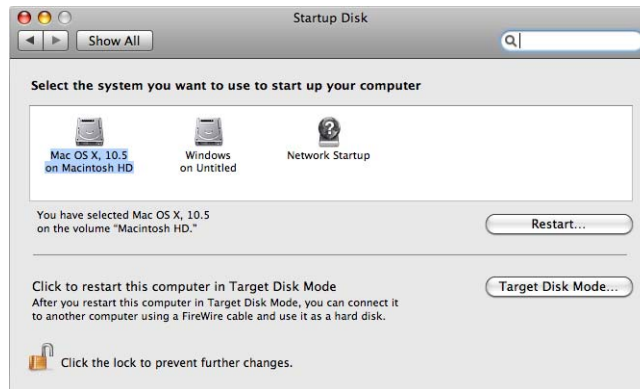 Startup Disk
Show All
Select the system you want to use to start up your computer
Mac OS X, 10.5
on Macintosh HD
Windows
on Untitled
Network Startup
You have selected Mac OS X, 10.5
on the volume “Macintosh HD.”
Restart...
Click to restart this computer in Target Disk Mode
After you restart this computer in Target Disk Mode, you can connect it
to another computer using a FireWire cable and use it as a hard disk.
Target Disk Mode...
Click the lock to prevent further changes.